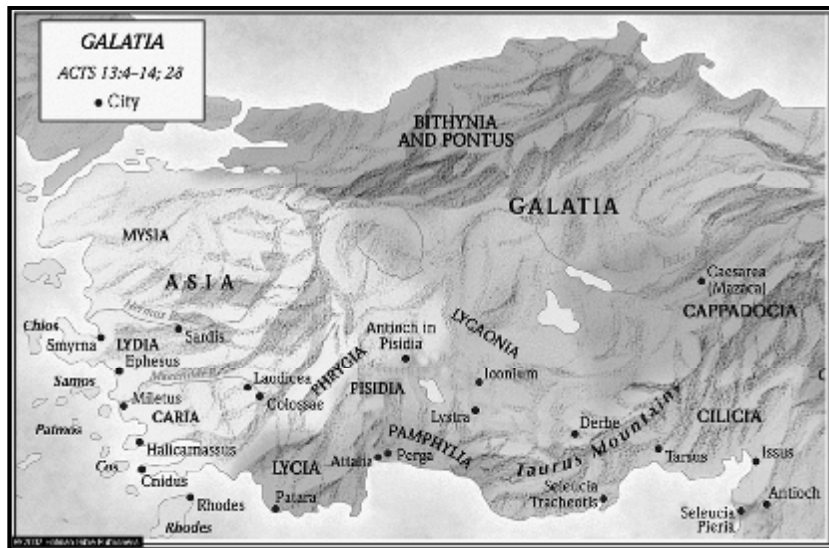 GALATIA
ACTS 13:4–14; 28
City
BITHYNIA
AND PONTUS
GALATIA
MYSIA
ASIA
Caesarea
(Mazaca)
CAPPADOCIA
Hermus R.
LYCAONIA
Chios
Smyrna
LYDIA
Sardis
Antioch in
Pisidia
Ephesus
PHRYGIA
Iconium
Samos
Laodicea
PISIDIA
Miletus
Colossae
CARIA
Lystra
CILICIA
Patmos
Derbe
PAMPHYLIA
Taurus Mountains
Halicarnassus
Cos
Attalia
Perga
Tarsus
Issus
LYCIA
Cnidus
Rhodes
Patara
Seleucia
Tracheotis
Antioch
Seleucia
Pieria
Rhodes